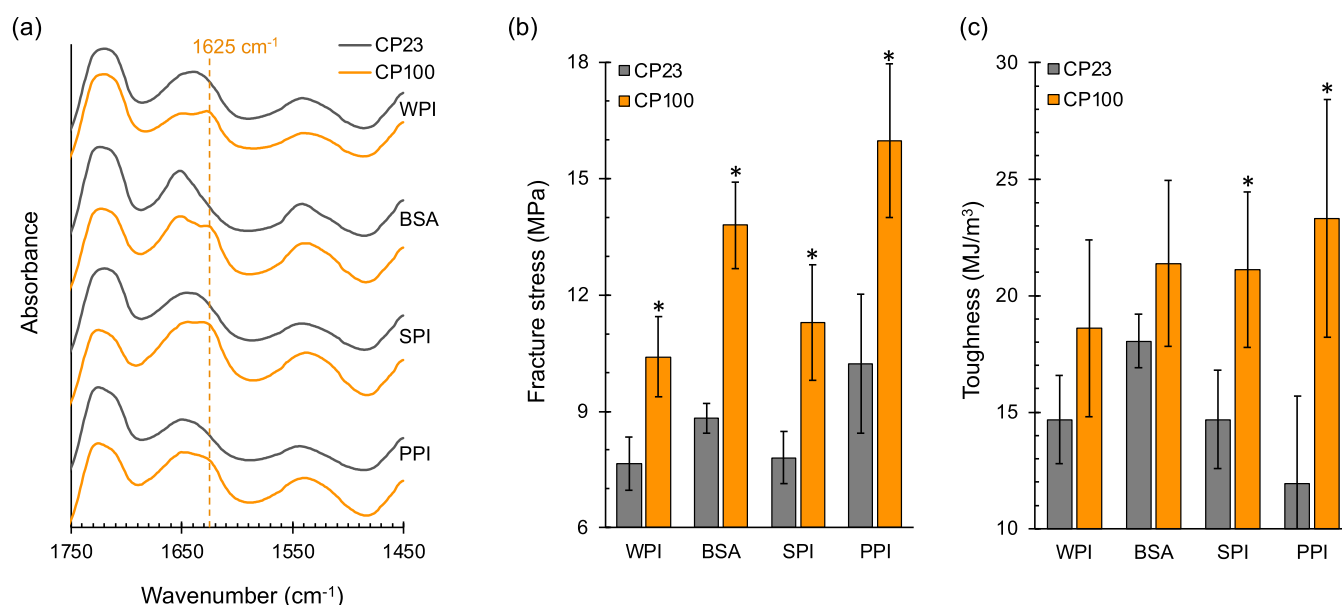 (a)
1625 cm⁻¹
CP23
CP100
WPI
BSA
SPI
PPI
Absorbance
1750
1650
1550
1450
Wavenumber (cm⁻¹)
(b)
CP23
CP100
Fracture stress (MPa)
18
15
12
9
6
*
*
*
*
WPI
BSA
SPI
PPI
(c)
CP23
CP100
Toughness (MJ/m³)
30
25
20
15
10
*
*
WPI
BSA
SPI
PPI